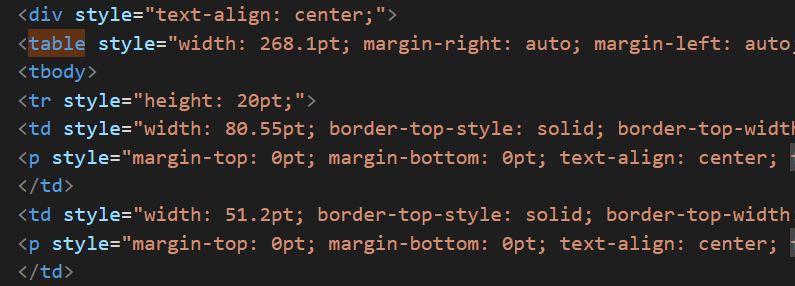 <div style="text-align: center;">
<table style="width: 268.1pt; margin-right: auto; margin-left: auto
<tbody>
<tr style="height: 20pt;">
<td style="width: 80.55pt; border-top-style: solid; border-top-width
<p style="margin-top: 0pt; margin-bottom: 0pt; text-align: center;
</td>
<td style="width: 51.2pt; border-top-style: solid; border-top-width
<p style="margin-top: 0pt; margin-bottom: 0pt; text-align: center;
</td>